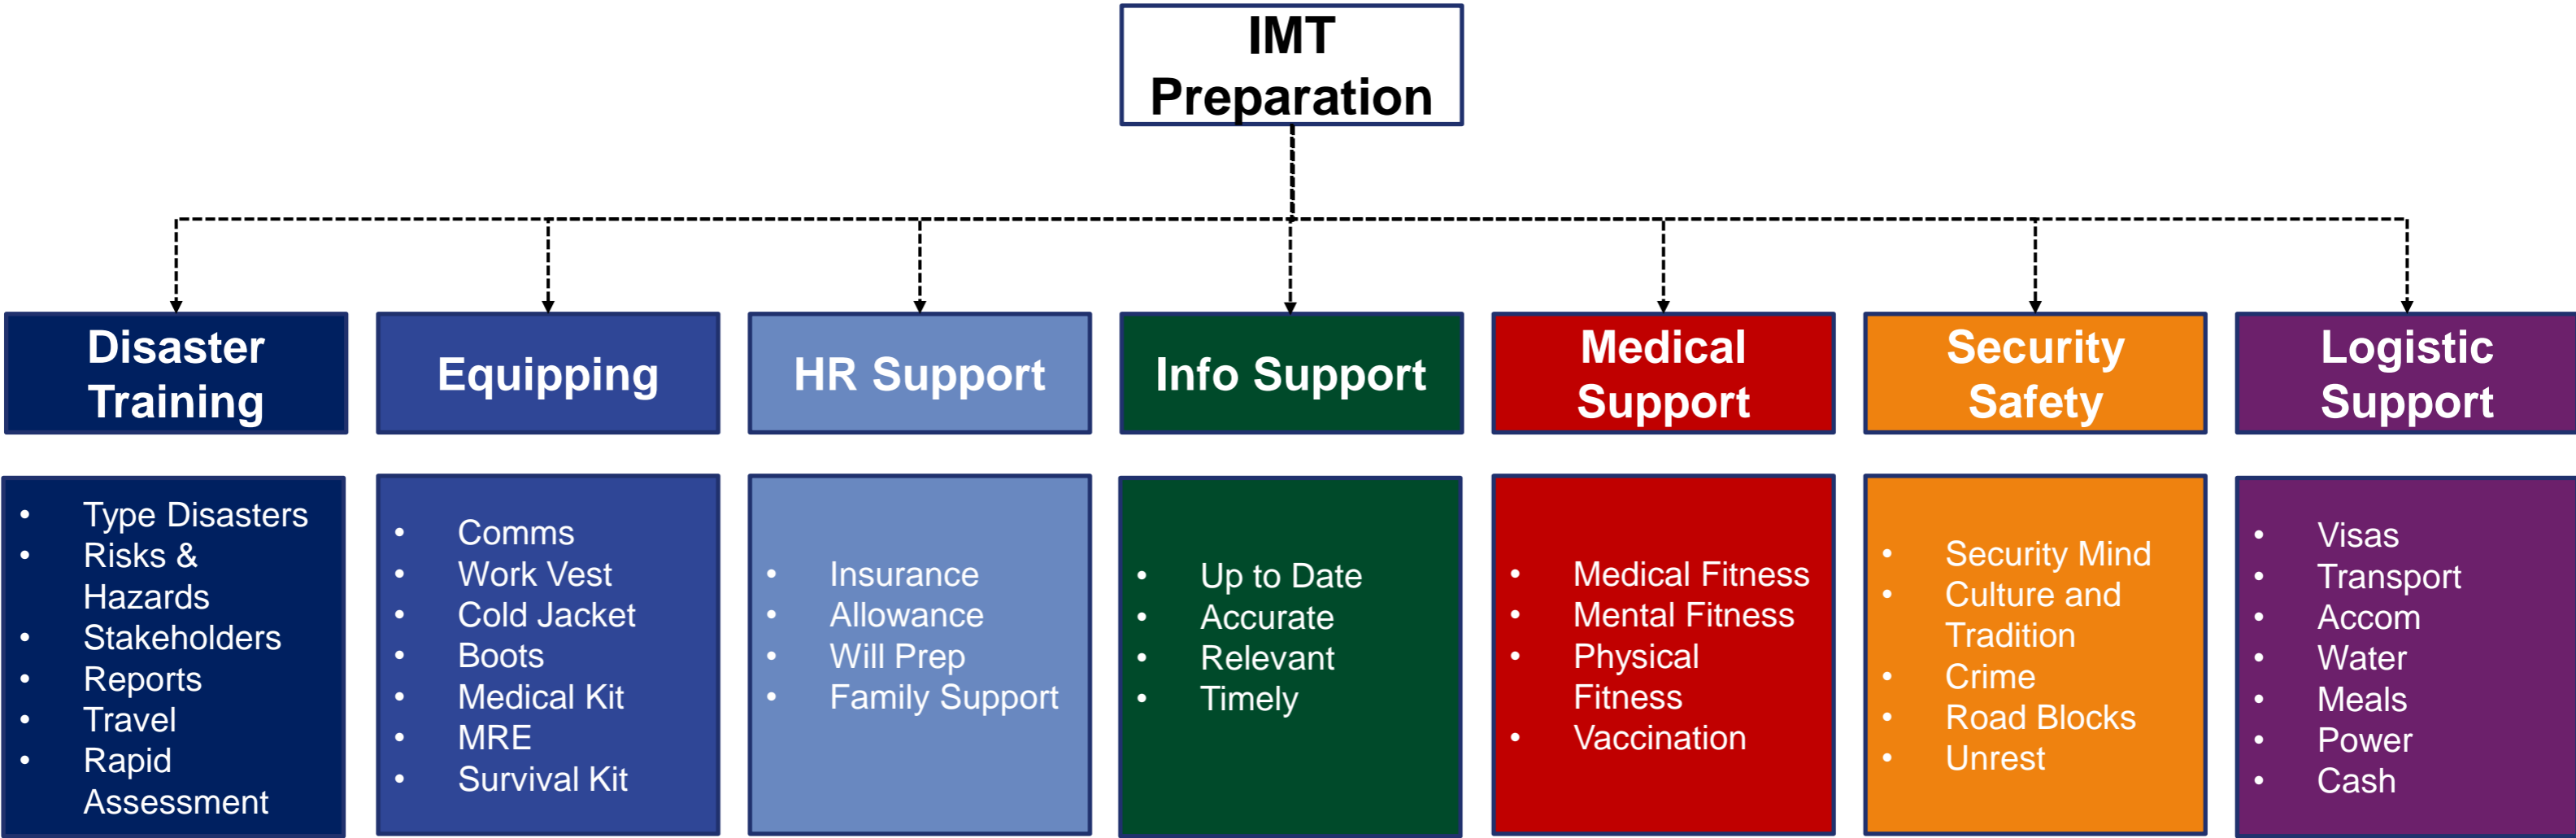 IMT
Preparation
Disaster
Training
Equipping
HR Support
Info Support
Medical
Support
Security
Safety
Logistic
Support
• Type Disasters
• Risks &
Hazards
• Stakeholders
• Reports
• Travel
• Rapid
Assessment
• Comms
• Work Vest
• Cold Jacket
• Boots
• Medical Kit
• MRE
• Survival Kit
• Insurance
• Allowance
• Will Prep
• Family Support
• Up to Date
• Accurate
• Relevant
• Timely
• Medical Fitness
• Mental Fitness
• Physical
Fitness
• Vaccination
• Security Mind
• Culture and
Tradition
• Crime
• Road Blocks
• Unrest
• Visas
• Transport
• Accom
• Water
• Meals
• Power
• Cash